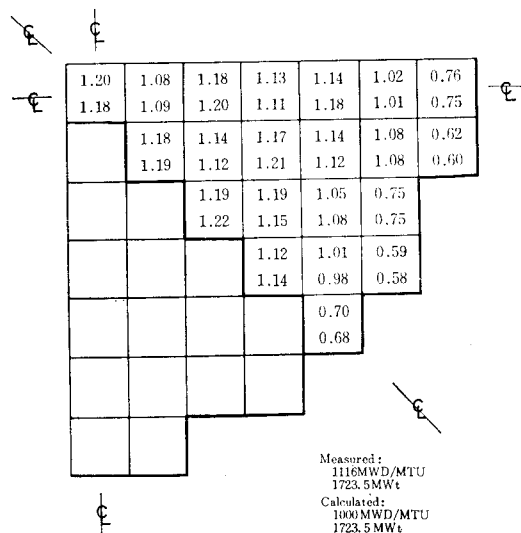 ℄ ℄
1.20 1.08 1.18 1.13 1.14 1.02 0.76
℄ ℄
1.18 1.09 1.20 1.11 1.18 1.01 0.75
1.18 1.14 1.17 1.14 1.08 0.62
1.19 1.12 1.21 1.12 1.08 0.60
1.19 1.19 1.05 0.75
1.22 1.15 1.08 0.75
1.12 1.01 0.59
1.14 0.98 0.58
0.70
0.68
℄
Measured:
1116MWD/MTU
1723.5MWt
Calculated:
1000MWD/MTU
1723.5MWt
℄